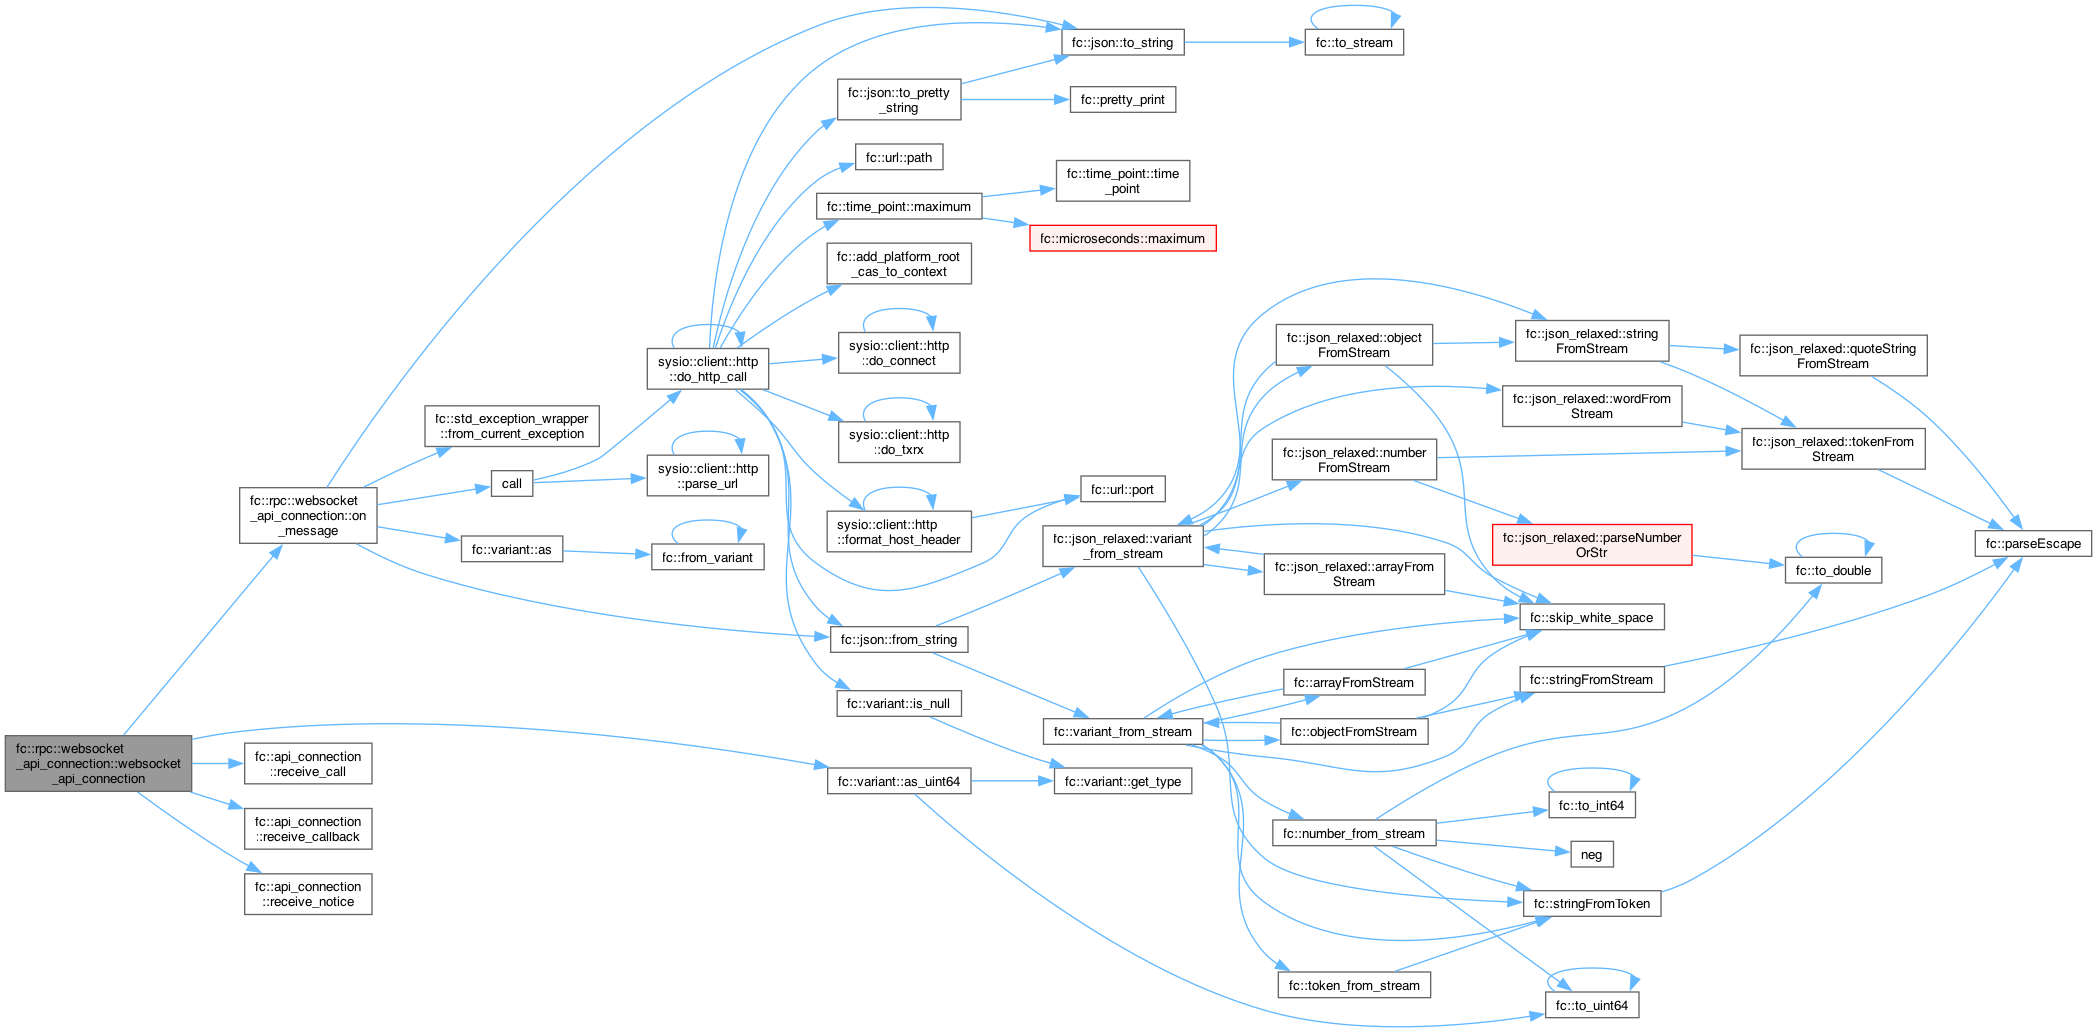 fc::rpc::websocket
_api_connection::websocket
_api_connection
fc::rpc::websocket
_api_connection::on
_message
fc::api_connection
::receive_call
fc::api_connection
::receive_callback
fc::api_connection
::receive_notice
fc::std_exception_wrapper
::from_current_exception
call
fc::variant::as
sysio::client::http
::do_http_call
sysio::client::http
::parse_url
fc::from_variant
fc::json::to_pretty
_string
fc::url::path
fc::time_point::maximum
fc::add_platform_root
_cas_to_context
sysio::client::http
::do_connect
sysio::client::http
::do_txrx
sysio::client::http
::format_host_header
fc::json::from_string
fc::variant::is_null
fc::variant::as_uint64
fc::json::to_string
fc::pretty_print
fc::time_point::time
_point
fc::microseconds::maximum
fc::url::port
fc::json_relaxed::variant
_from_stream
fc::variant_from_stream
fc::variant::get_type
fc::to_stream
fc::json_relaxed::object
FromStream
fc::json_relaxed::number
FromStream
fc::json_relaxed::arrayFrom
Stream
fc::arrayFromStream
fc::objectFromStream
fc::number_from_stream
fc::token_from_stream
fc::json_relaxed::string
FromStream
fc::json_relaxed::wordFrom
Stream
fc::json_relaxed::parseNumber
OrStr
fc::skip_white_space
fc::stringFromStream
fc::to_int64
neg
fc::stringFromToken
fc::to_uint64
fc::json_relaxed::quoteString
FromStream
fc::json_relaxed::tokenFrom
Stream
fc::to_double
fc::parseEscape